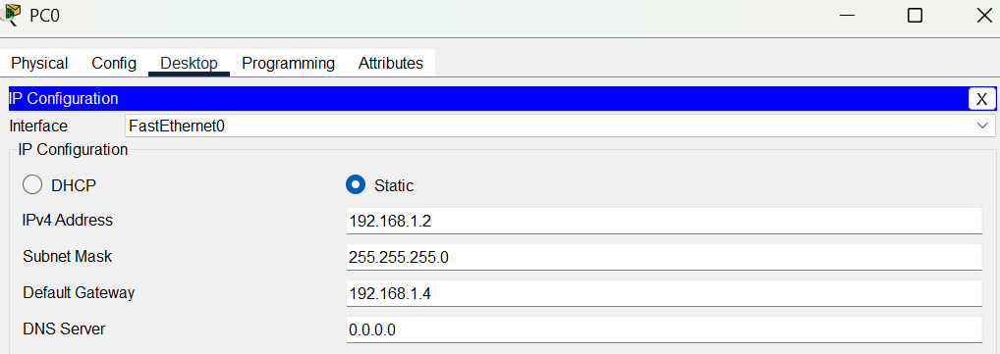 PC0
Physical Config Desktop Programming Attributes
IP Configuration X
Interface FastEthernet0
IP Configuration
DHCP Static
IPv4 Address 192.168.1.2
Subnet Mask 255.255.255.0
Default Gateway 192.168.1.4
DNS Server 0.0.0.0